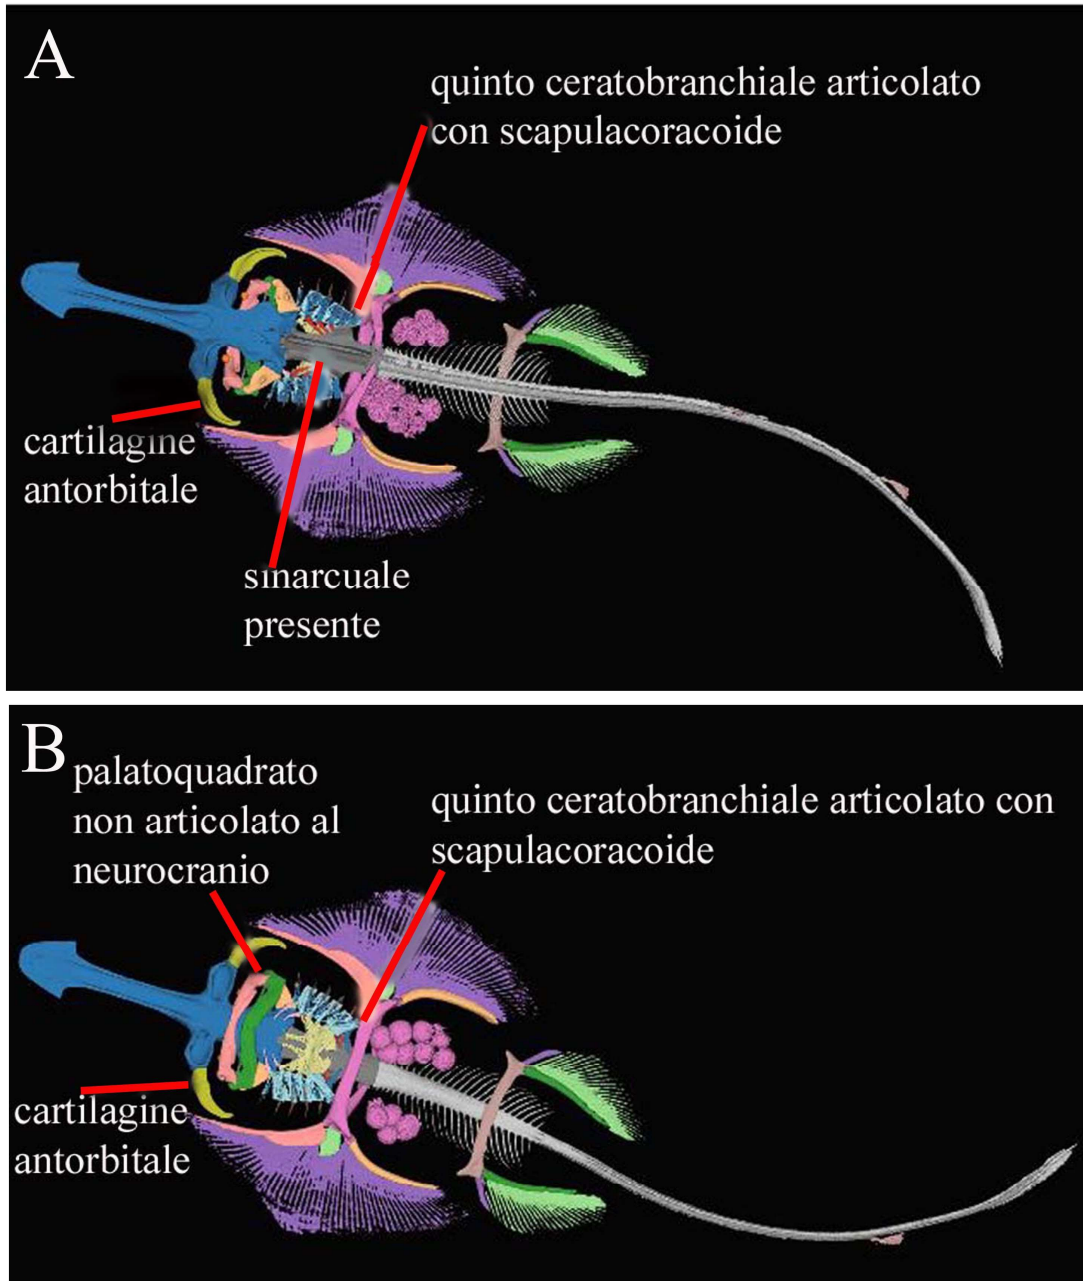 A
quinto ceratobranchiale articolato
con scapulacoracoide
cartilagine
antorbitale
sinarcuale
presente
B
palatoquadrato
non articolato al
neurocranio
quinto ceratobranchiale articolato con
scapulacoracoide
cartilagine
antorbitale